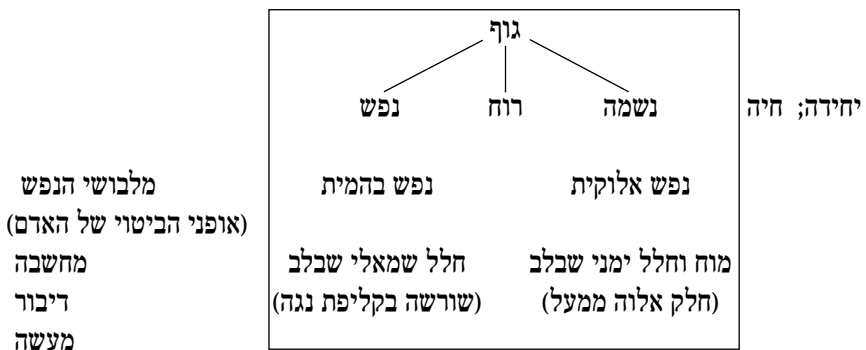 גוף
יחידה; חיה נשמה רוח נפש
נפש אלוקית נפש בהמית מלבושי הנפש
(אופני הביטוי של האדם)
מוח וחלל ימני שבלב חלל שמאלי שבלב מחשבה
(חלק אלוה ממעל) (שורשה בקליפת נגה) דיבור
מעשה